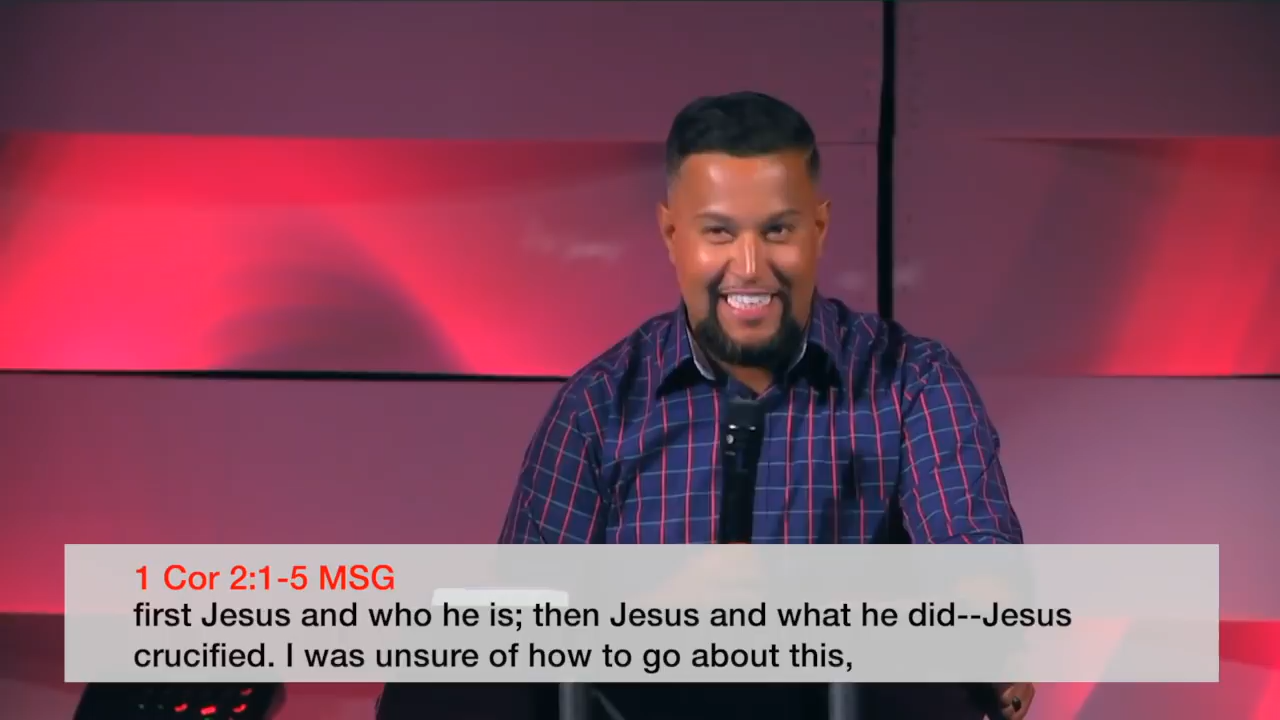 1 Cor 2:1-5 MSG
first Jesus and who he is; then Jesus and what he did--Jesus
crucified. I was unsure of how to go about this,